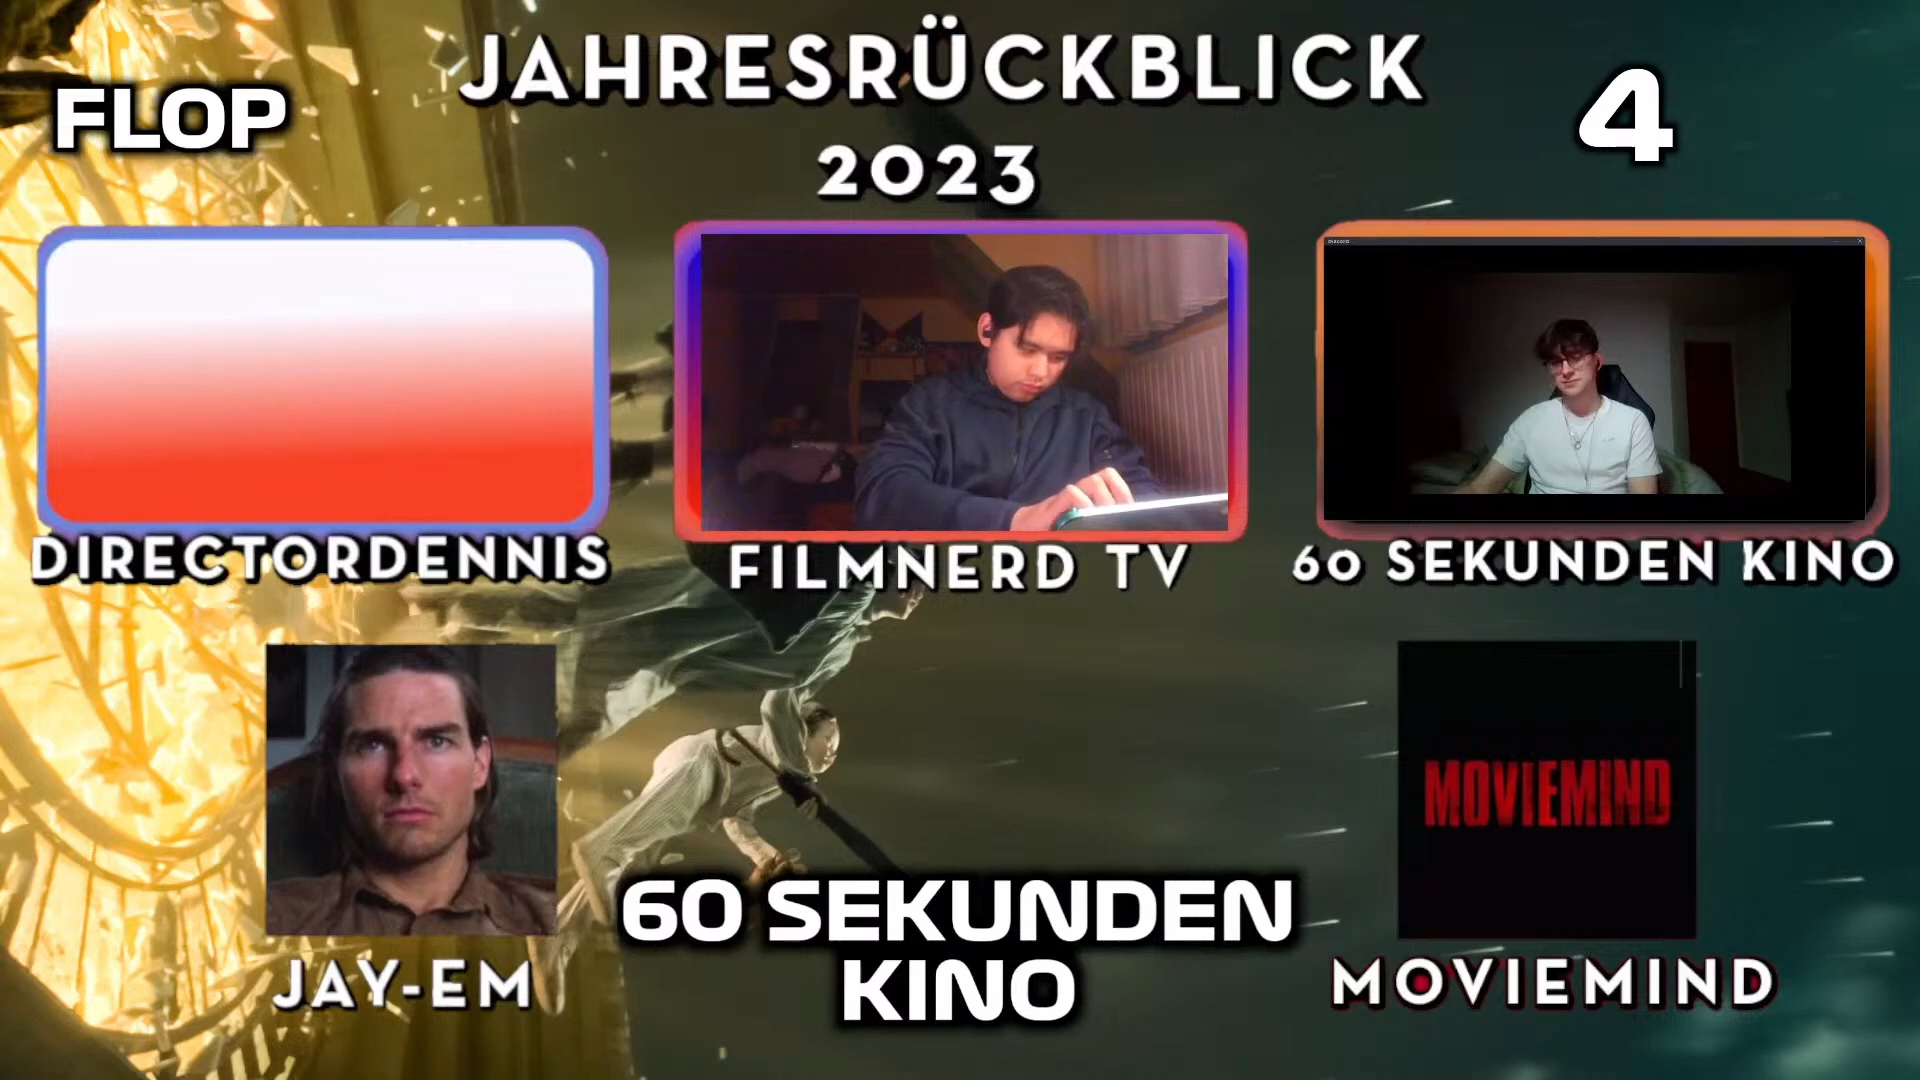 JAHRESRÜCKBLICK
2023
FLOP
4
DIRECTORDENNIS
FILMNERD TV
60 SEKUNDEN KINO
JAY-EM
60 SEKUNDEN
KINO
MOVIEMIND
MOVIEMIND